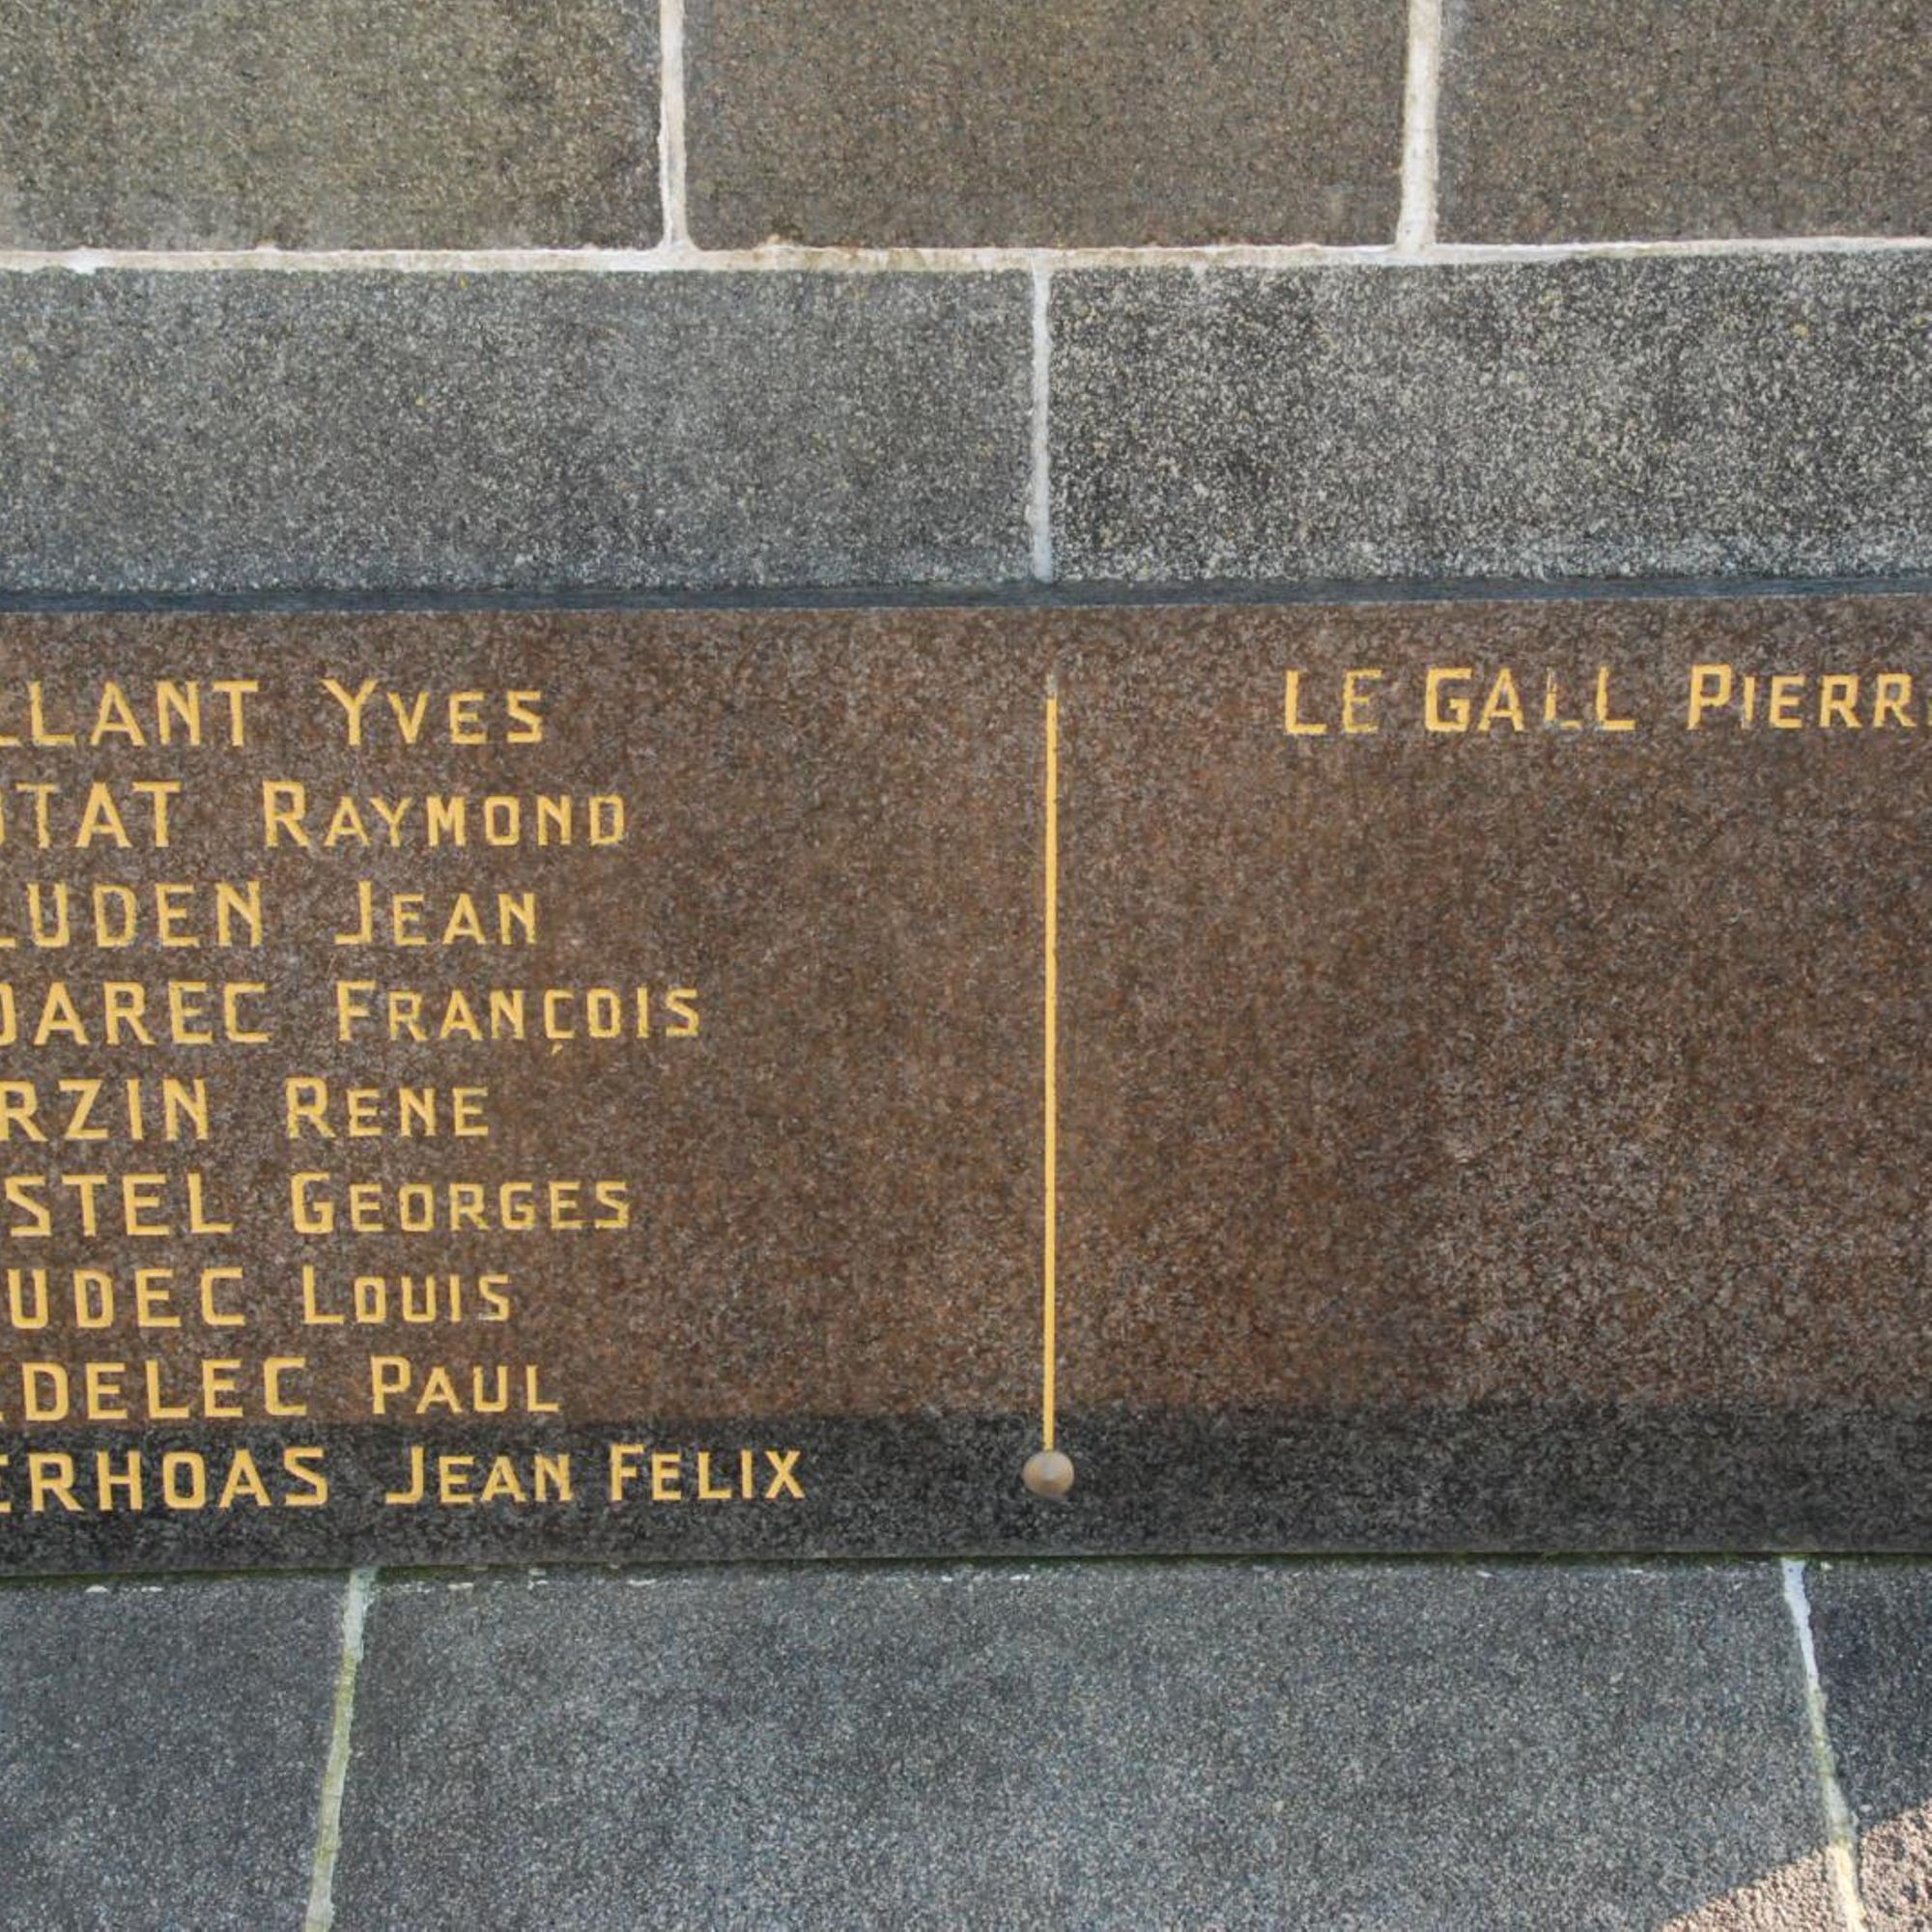 LLANT YVES
TAT RAYMOND
LUDEN JEAN
DAREC FRANÇOIS
RZIN RENE
STEL GEORGES
UDEC LOUIS
DELEC PAUL
ERHOAS JEAN FELIX
LE GALL PIERR